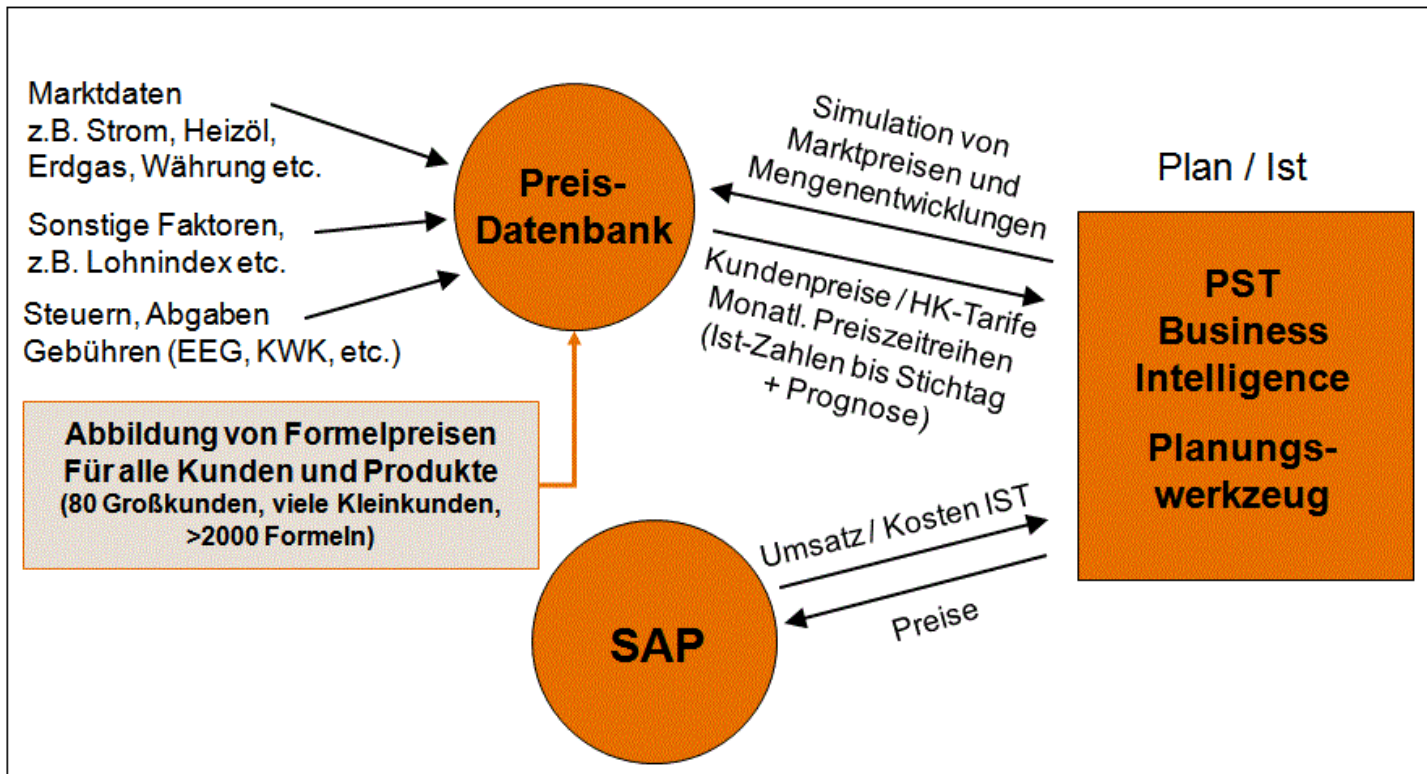 Marktdaten
z.B. Strom, Heizöl,
Erdgas, Währung etc.
Sonstige Faktoren,
z.B. Lohnindex etc.
Steuern, Abgaben
Gebühren (EEG, KWK, etc.)
Abbildung von Formelpreisen
Für alle Kunden und Produkte
(80 Großkunden, viele Kleinkunden,
>2000 Formeln)
Preis-
Datenbank
Simulation von
Marktpreisen und
Mengenentwicklungen
Kundenpreise / HK-Tarife
Monatl. Preiszeitreihen
(Ist-Zahlen bis Stichtag
+ Prognose)
Plan / Ist
PST
Business
Intelligence
Planungs-
werkzeug
SAP
Umsatz / Kosten IST
Preise